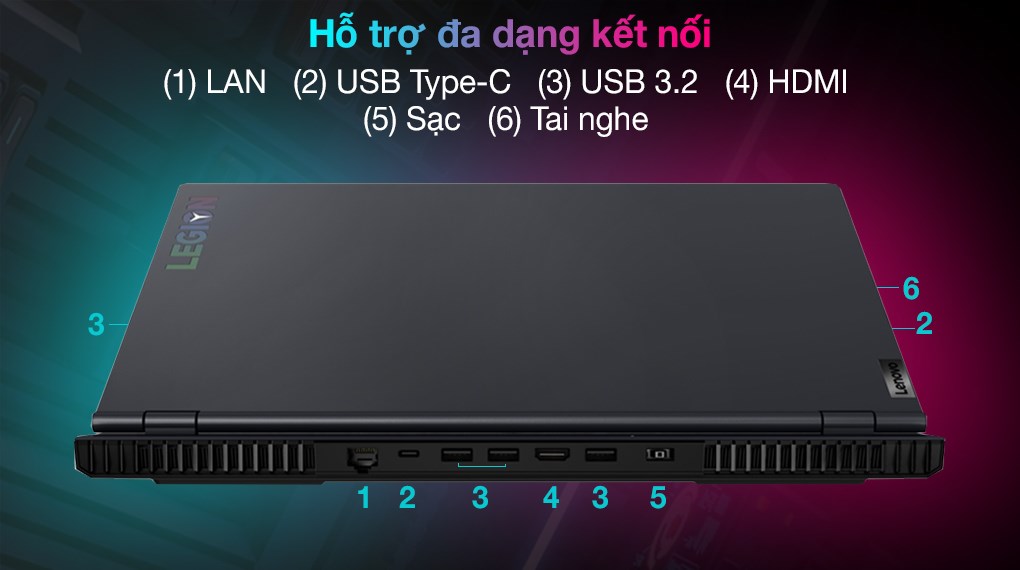 Hỗ trợ đa dạng kết nối
(1) LAN (2) USB Type-C (3) USB 3.2 (4) HDMI
(5) Sạc (6) Tai nghe
LEGION
6
3
2
Lenovo
1 2 3 4 3 5